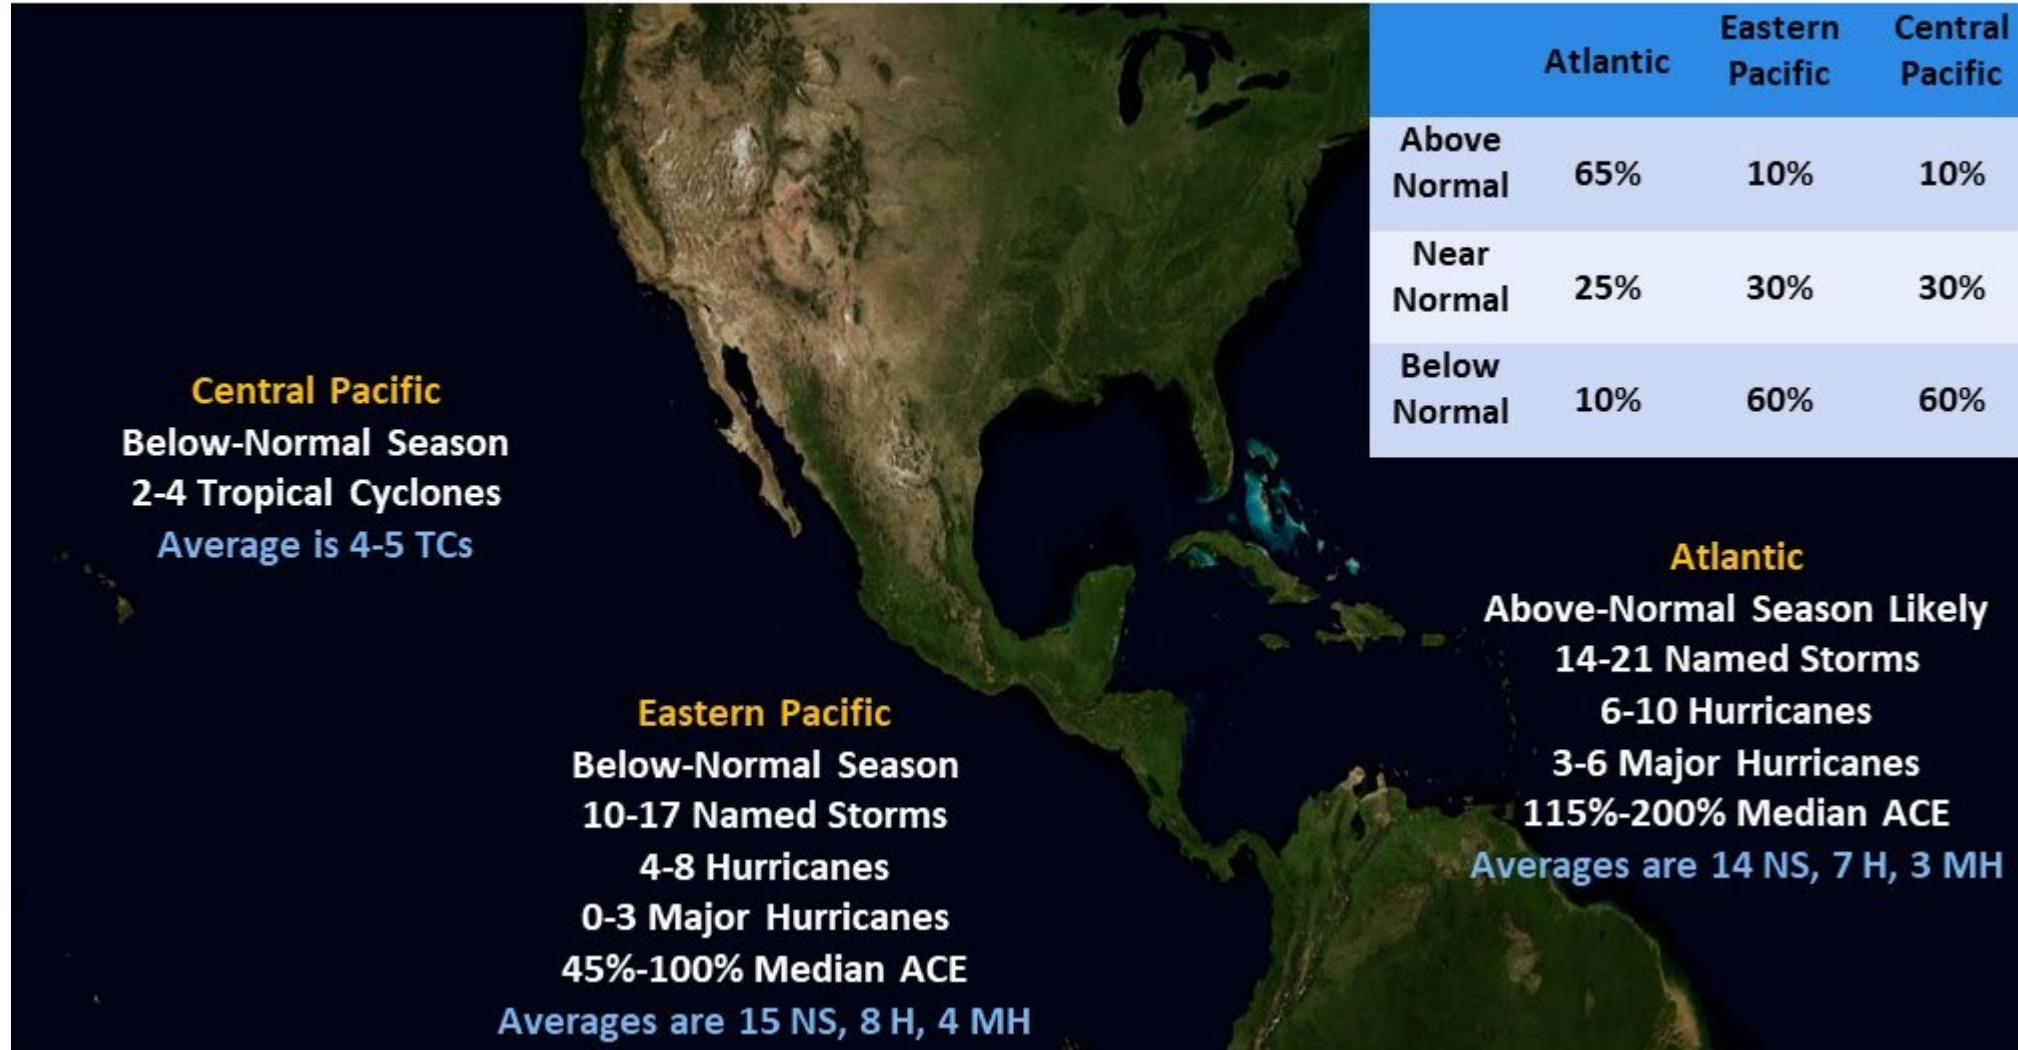 Atlantic Eastern Pacific Central Pacific
Above Normal 65% 10% 10%
Near Normal 25% 30% 30%
Below Normal 10% 60% 60%
Central Pacific
Below-Normal Season
2-4 Tropical Cyclones
Average is 4-5 TCs
Eastern Pacific
Below-Normal Season
10-17 Named Storms
4-8 Hurricanes
0-3 Major Hurricanes
45%-100% Median ACE
Averages are 15 NS, 8 H, 4 MH
Atlantic
Above-Normal Season Likely
14-21 Named Storms
6-10 Hurricanes
3-6 Major Hurricanes
115%-200% Median ACE
Averages are 14 NS, 7 H, 3 MH